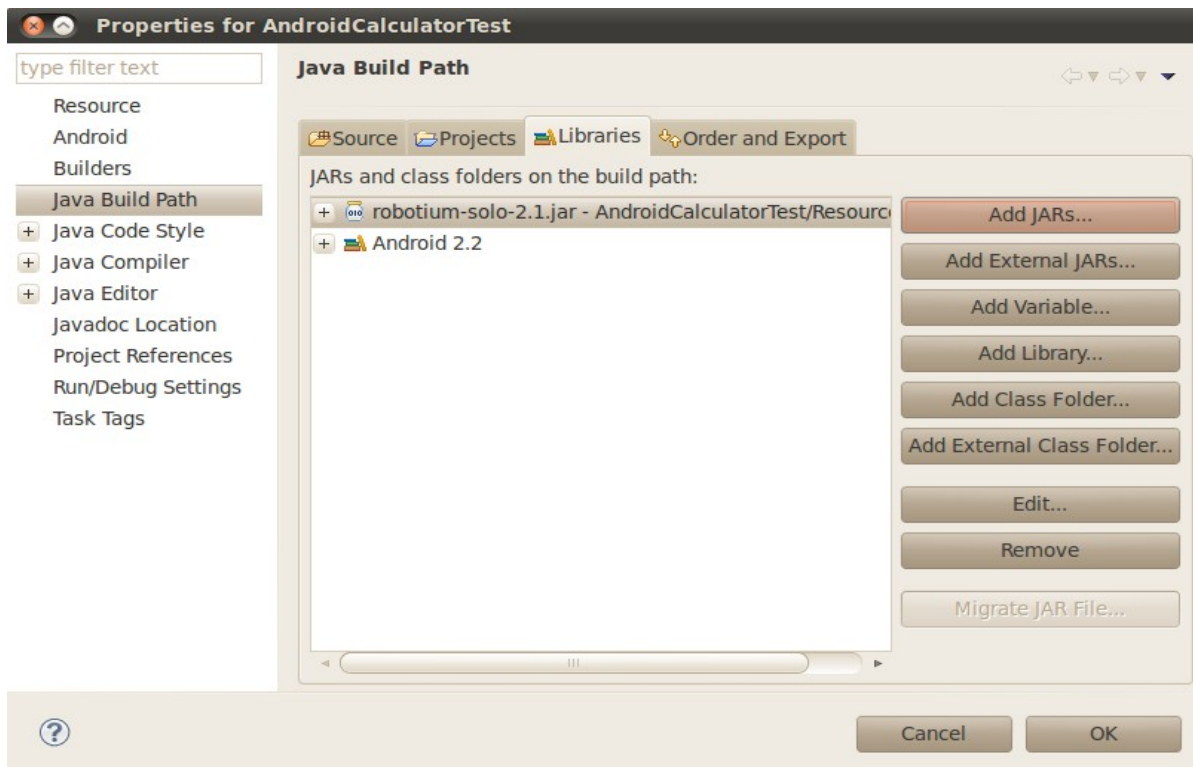 Properties for AndroidCalculatorTest
type filter text
Resource
Android
Builders
Java Build Path
Java Code Style
Java Compiler
Java Editor
Javadoc Location
Project References
Run/Debug Settings
Task Tags
Java Build Path
Source Projects Libraries Order and Export
JARs and class folders on the build path:
robotium-solo-2.1.jar - AndroidCalculatorTest/Resourc
Android 2.2
Add JARs...
Add External JARs...
Add Variable...
Add Library...
Add Class Folder...
Add External Class Folder...
Edit...
Remove
Migrate JAR File...
Cancel OK